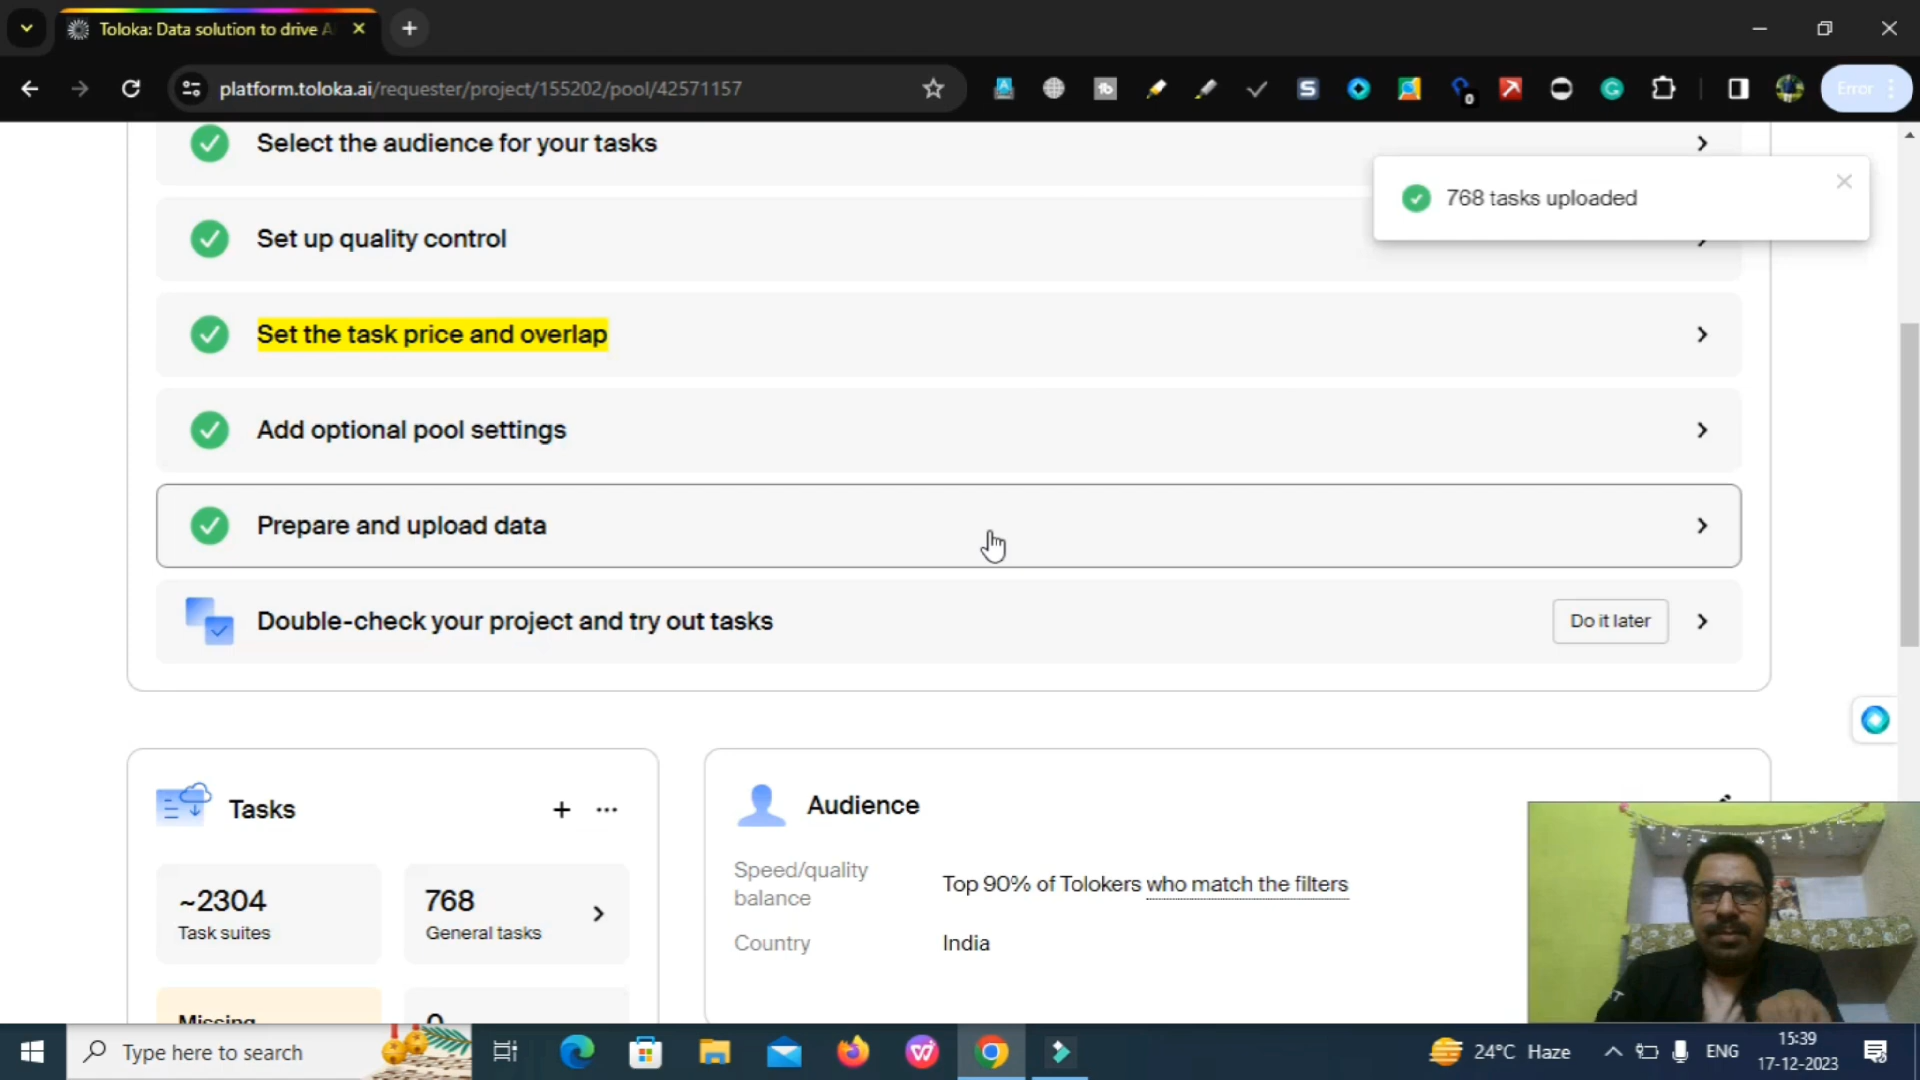 Toloka: Data solution to drive A
platform.toloka.ai/requester/project/155202/pool/42571157
Error
Select the audience for your tasks
768 tasks uploaded
Set up quality control
Set the task price and overlap
Add optional pool settings
Prepare and upload data
Double-check your project and try out tasks
Do it later
Tasks
Audience
~2304
Task suites
768
General tasks
Speed/quality balance
Top 90% of Tolokers who match the filters
Country
India
Missing
0
Type here to search
24°C Haze
ENG
15:39
17-12-2023